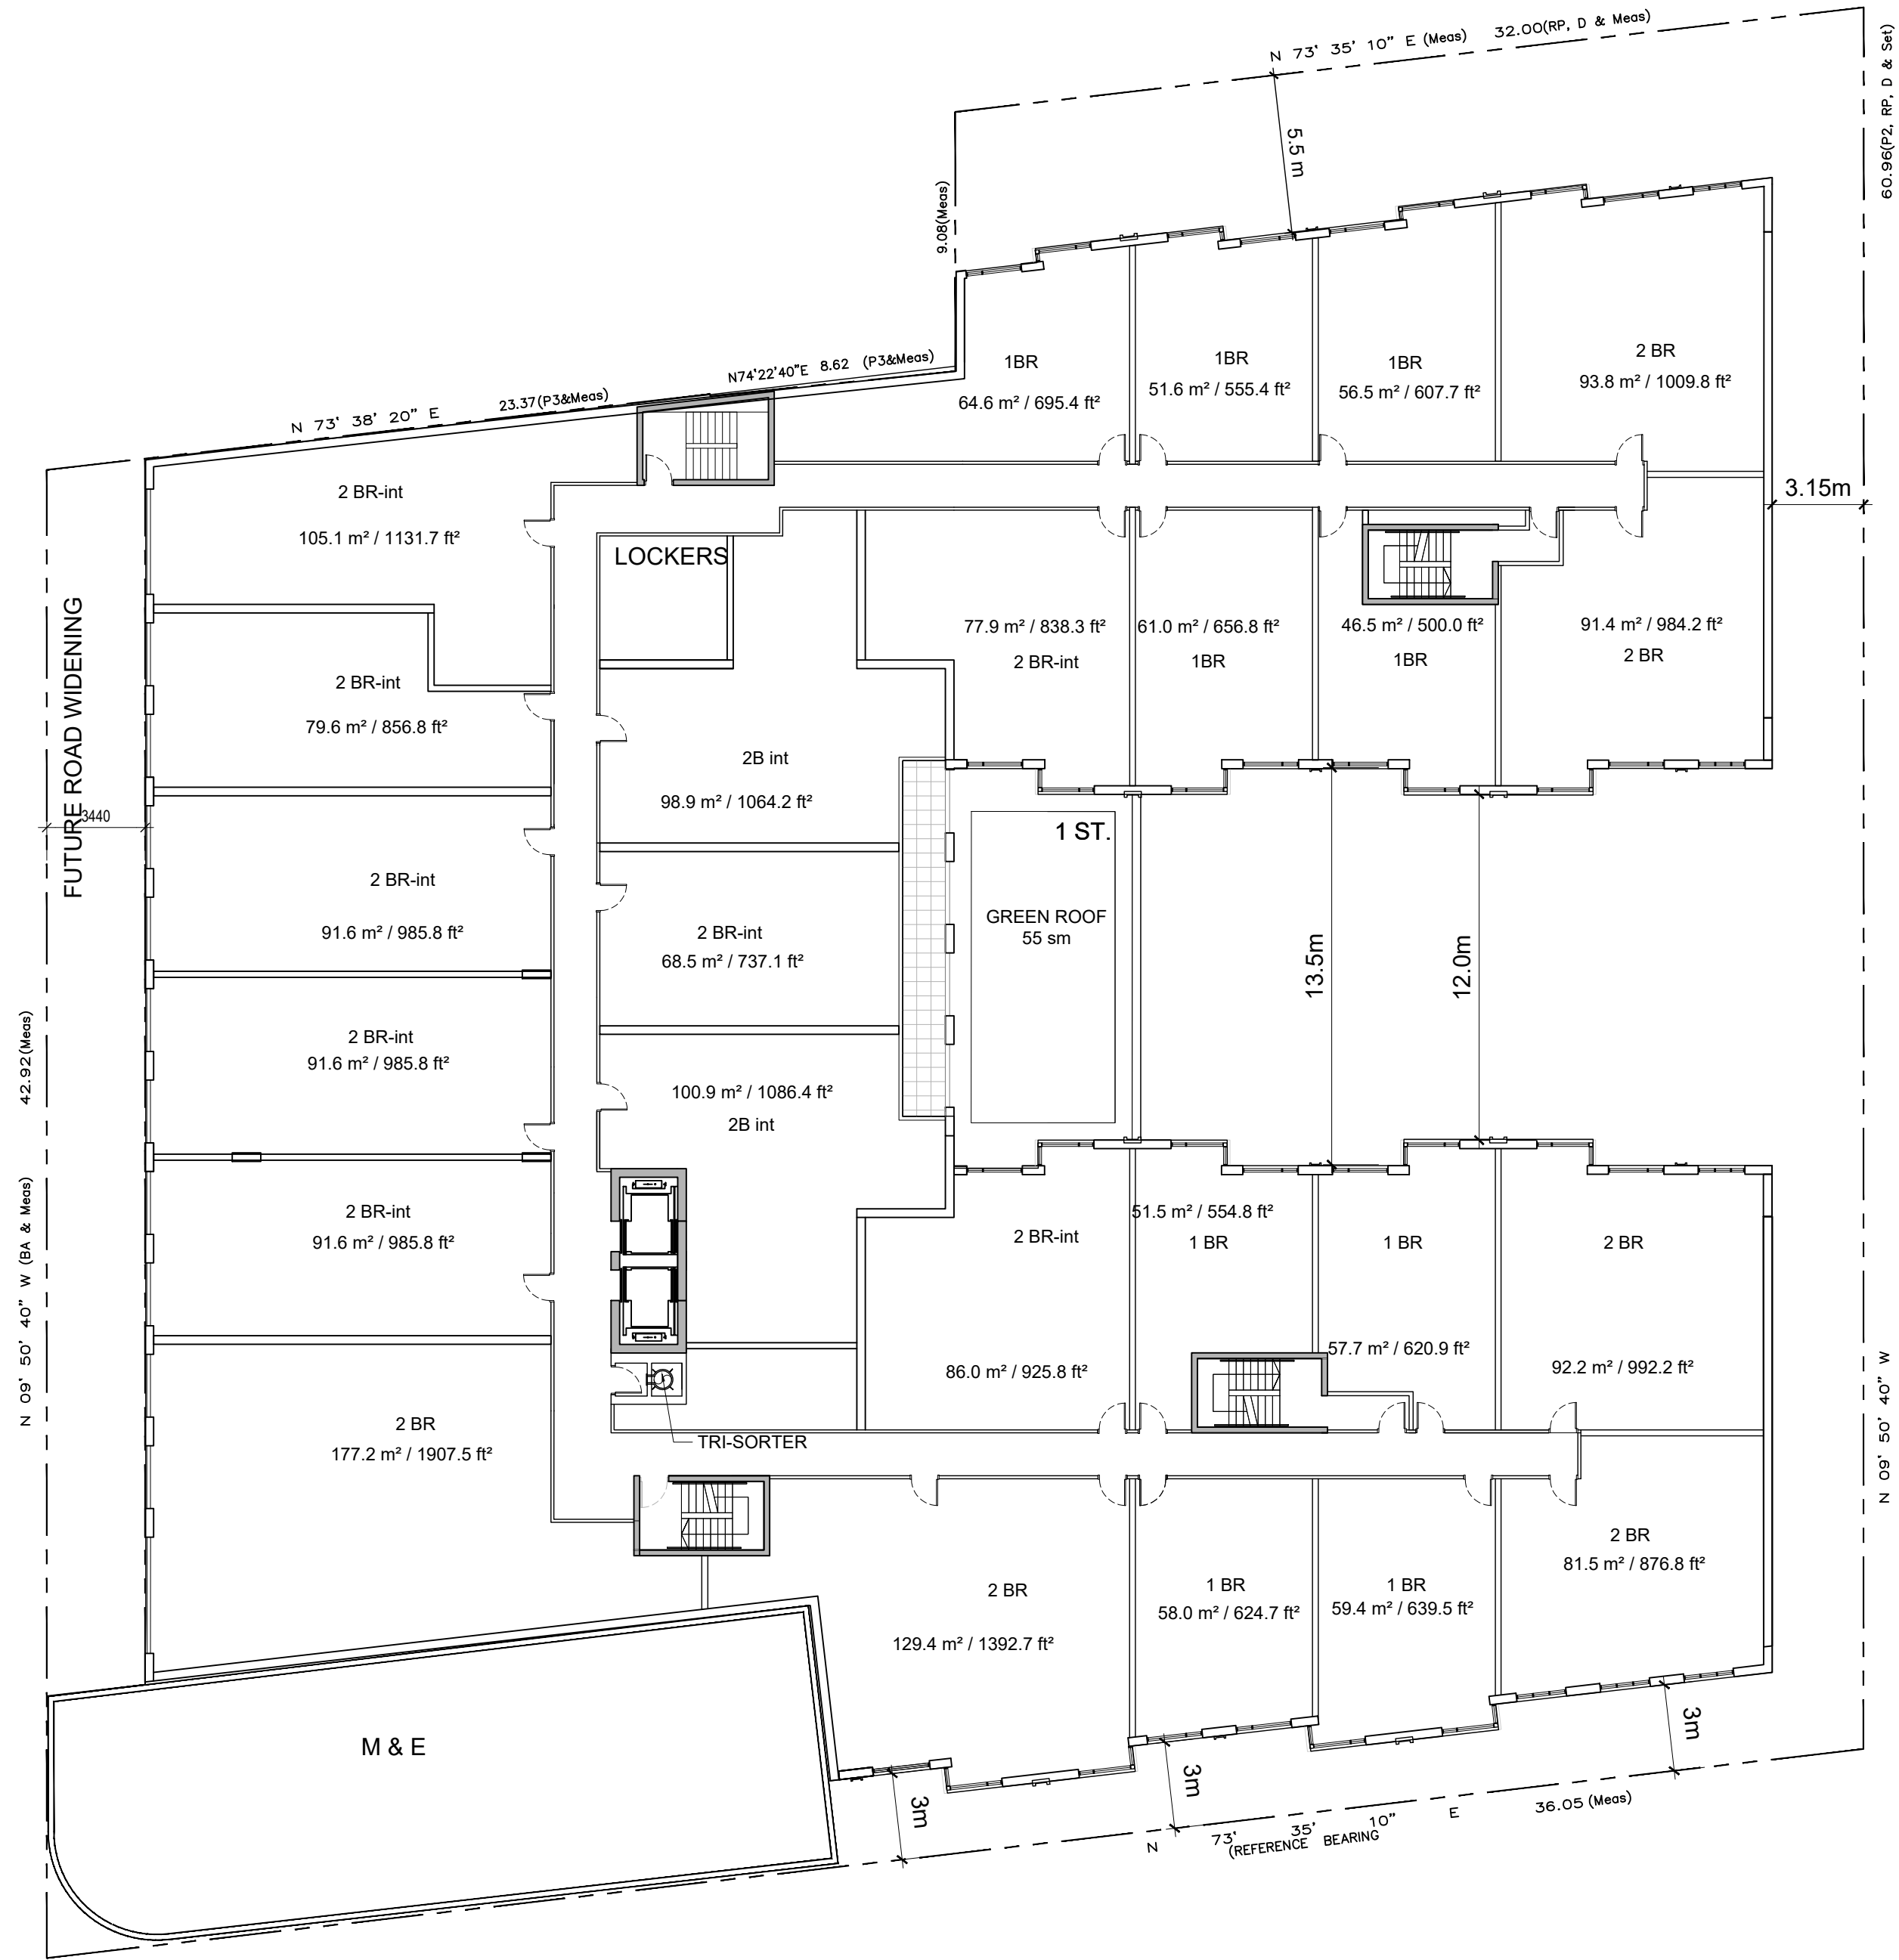 N 73' 35' 10" E (Meas) 32.00(RP, D & Meas)
60.96(P2, RP, D & Set)
5.5 m
9.08(Meas)
N74'22'40"E 8.62 (P3&Meas)
23.37(P3&Meas)
N 73' 38' 20" E
1BR
64.6 m² / 695.4 ft²
1BR
51.6 m² / 555.4 ft²
1BR
56.5 m² / 607.7 ft²
2 BR
93.8 m² / 1009.8 ft²
3.15m
2 BR-int
105.1 m² / 1131.7 ft²
LOCKERS
77.9 m² / 838.3 ft²
2 BR-int
61.0 m² / 656.8 ft²
1BR
46.5 m² / 500.0 ft²
1BR
91.4 m² / 984.2 ft²
2 BR
FUTURE ROAD WIDENING
3440
2 BR-int
79.6 m² / 856.8 ft²
2B int
98.9 m² / 1064.2 ft²
1 ST.
GREEN ROOF
55 sm
13.5m
12.0m
2 BR-int
91.6 m² / 985.8 ft²
2 BR-int
68.5 m² / 737.1 ft²
2 BR-int
91.6 m² / 985.8 ft²
100.9 m² / 1086.4 ft²
2B int
42.92(Meas)
N 09' 50' 40" W (BA & Meas)
2 BR-int
91.6 m² / 985.8 ft²
2 BR-int
86.0 m² / 925.8 ft²
51.5 m² / 554.8 ft²
1 BR
1 BR
57.7 m² / 620.9 ft²
2 BR
92.2 m² / 992.2 ft²
N 09' 50' 40" W
2 BR
177.2 m² / 1907.5 ft²
TRI-SORTER
2 BR
129.4 m² / 1392.7 ft²
1 BR
58.0 m² / 624.7 ft²
1 BR
59.4 m² / 639.5 ft²
2 BR
81.5 m² / 876.8 ft²
M & E
3m
3m
3m
N 73' 35' 10" E 36.05 (Meas)
(REFERENCE BEARING